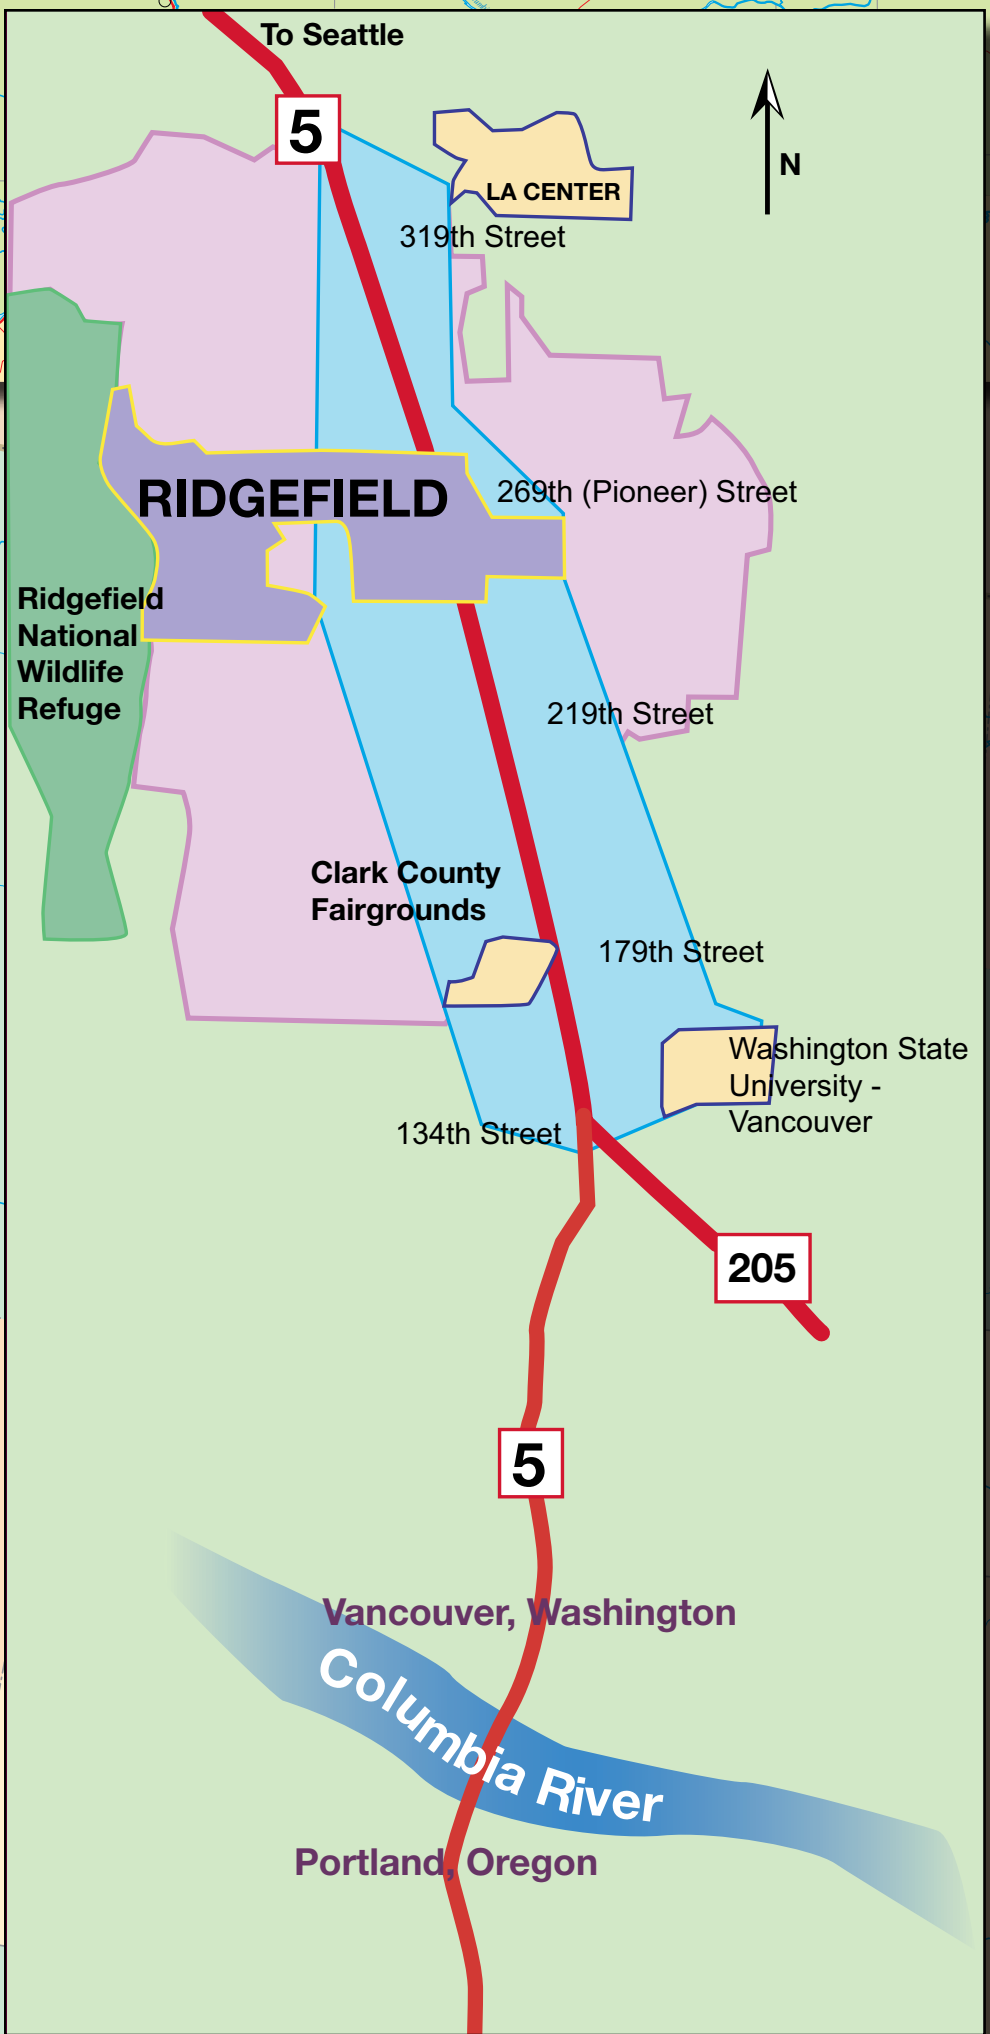 To Seattle
5
N
LA CENTER
319th Street
RIDGEFIELD
269th (Pioneer) Street
Ridgefield
National
Wildlife
Refuge
219th Street
Clark County
Fairgrounds
179th Street
Washington State
University -
Vancouver
134th Street
205
5
Vancouver, Washington
Columbia River
Portland, Oregon